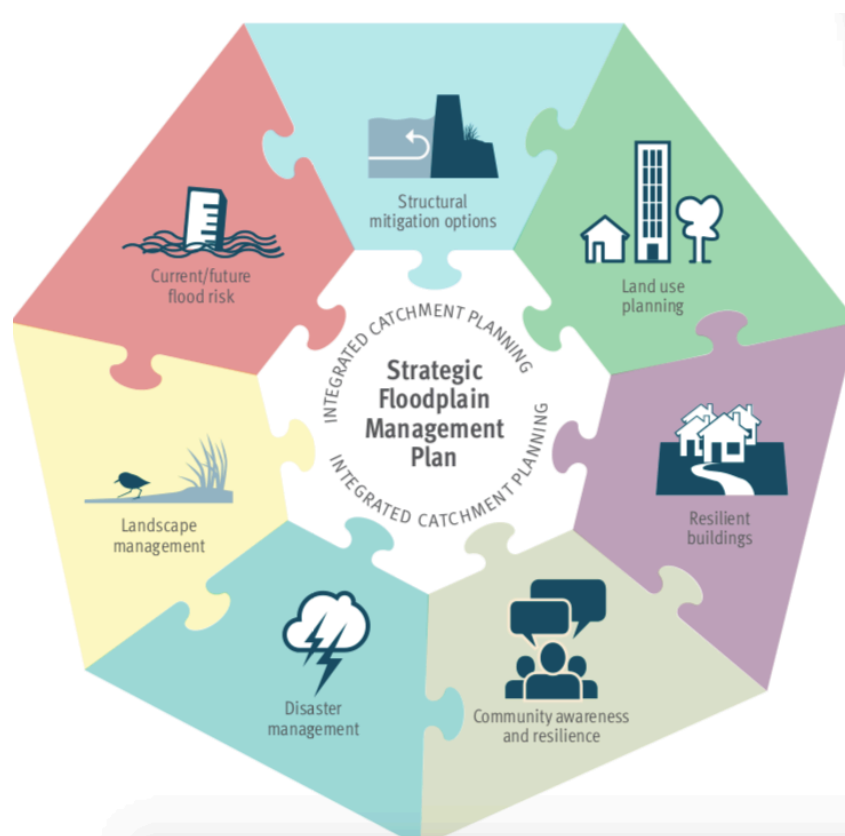 Structural
mitigation options
Land use
planning
Current/future
flood risk
INTEGRATED CATCHMENT PLANNING
Strategic
Floodplain
Management
Plan
INTEGRATED CATCHMENT PLANNING
Resilient
buildings
Landscape
management
Disaster
management
Community awareness
and resilience